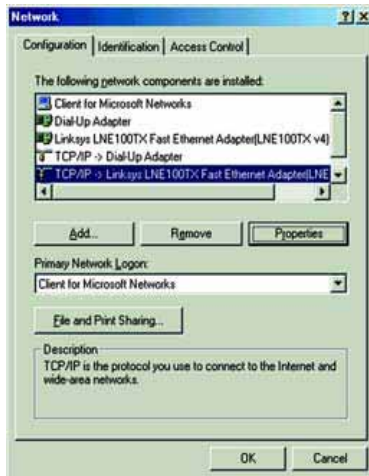 Network
Configuration Identification Access Control
The following network components are installed:
Client for Microsoft Networks
Dial-Up Adapter
Linksys LNE100TX Fast Ethernet Adapter(LNE100TX v4)
TCP/IP -> Dial-Up Adapter
TCP/IP -> Linksys LNE100TX Fast Ethernet Adapter(LNE
Add... Remove Properties
Primary Network Logon:
Client for Microsoft Networks
File and Print Sharing...
Description
TCP/IP is the protocol you use to connect to the Internet and
wide-area networks.
OK Cancel